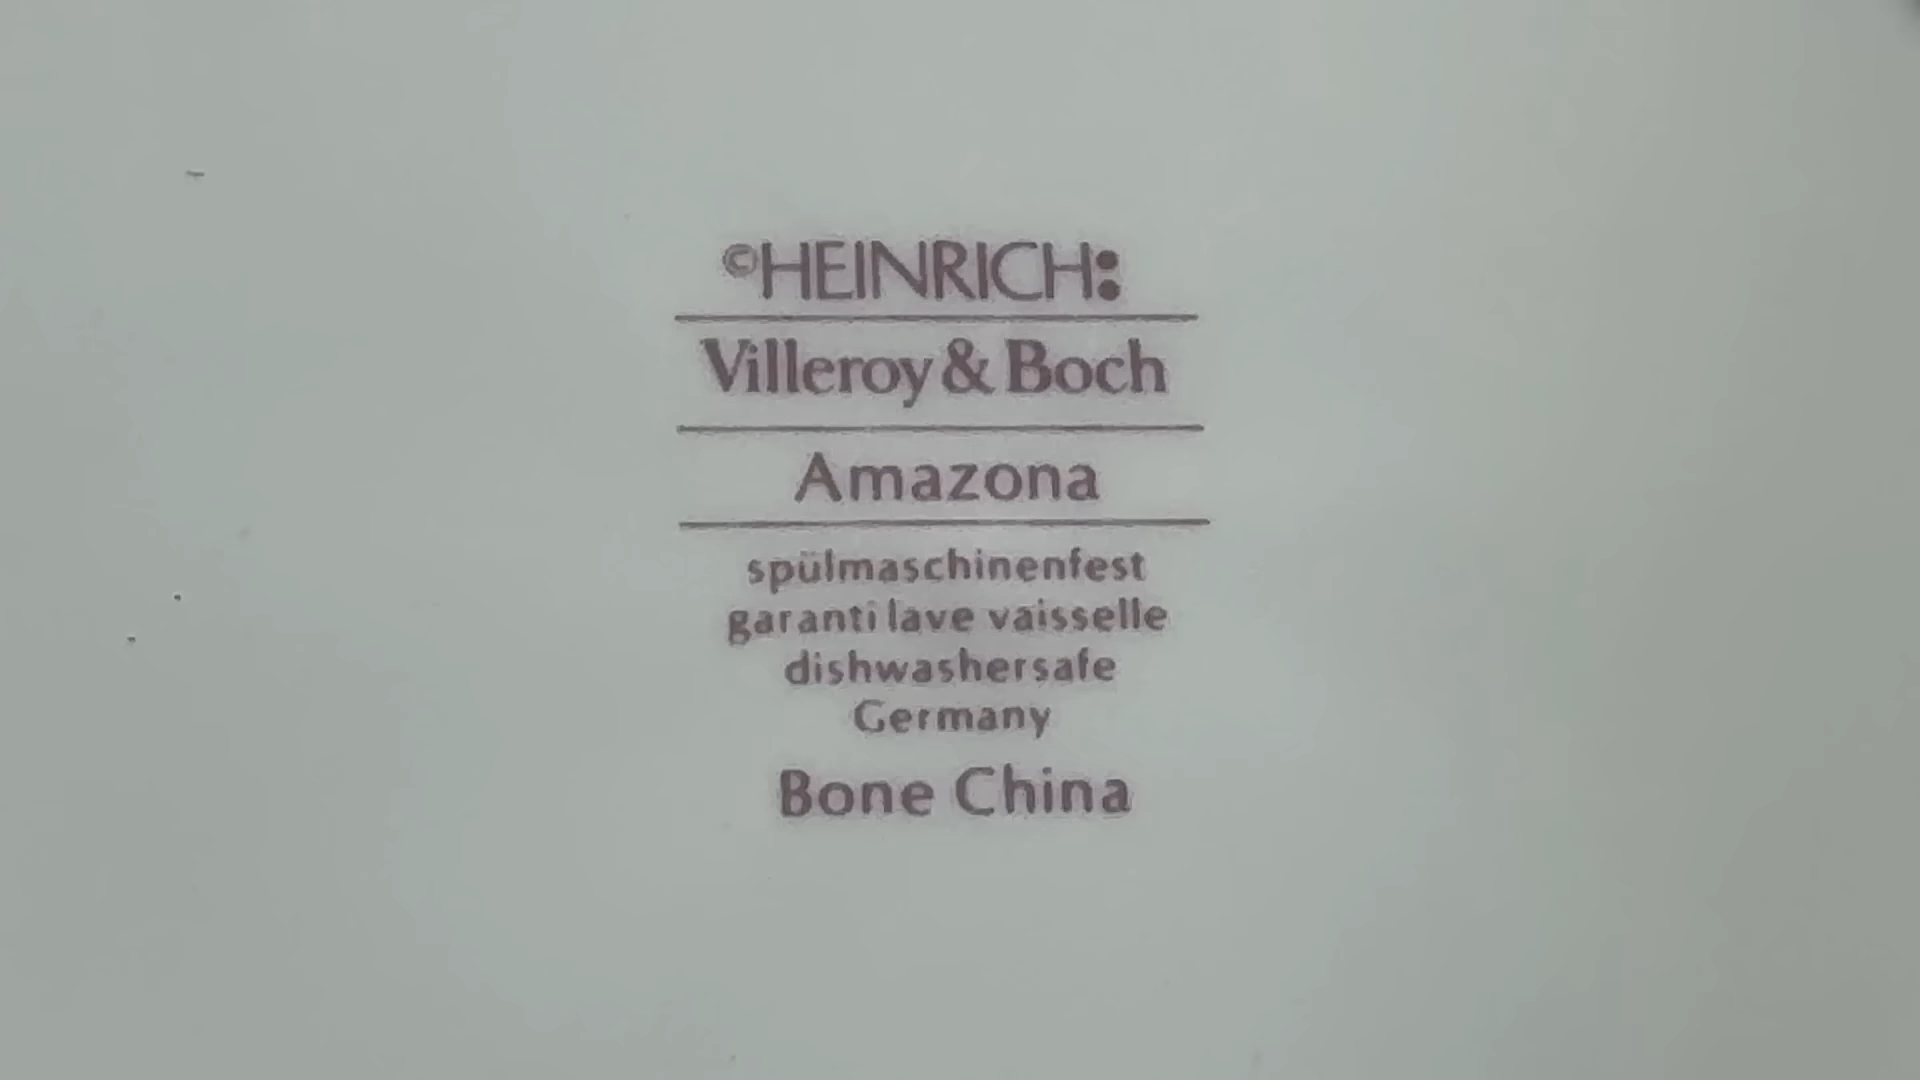 ©HEINRICH:
Villeroy & Boch
Amazona
spülmaschinenfest
garanti lave vaisselle
dishwashersafe
Germany
Bone China